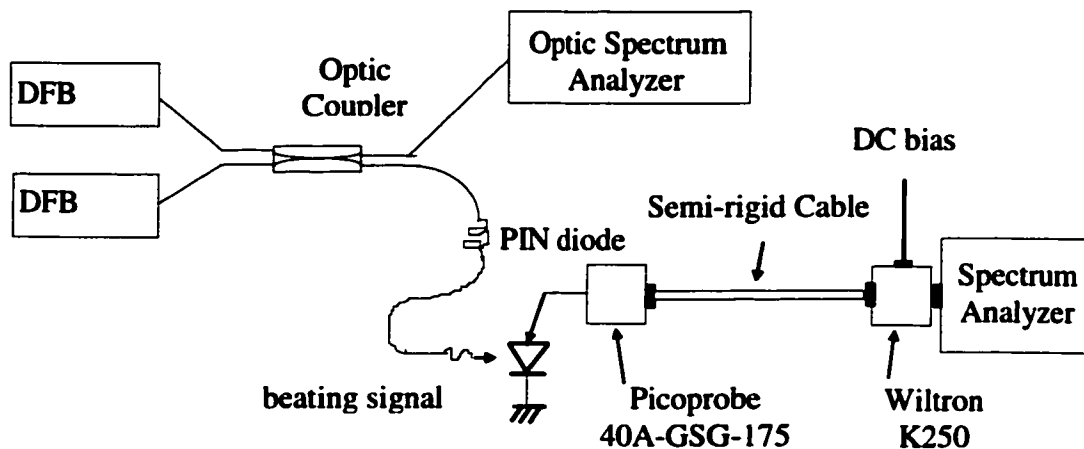 DFB
DFB
Optic
Coupler
Optic Spectrum
Analyzer
PIN diode
beating signal
Semi-rigid Cable
DC bias
Spectrum
Analyzer
Picoprobe
40A-GSG-175
Wiltron
K250